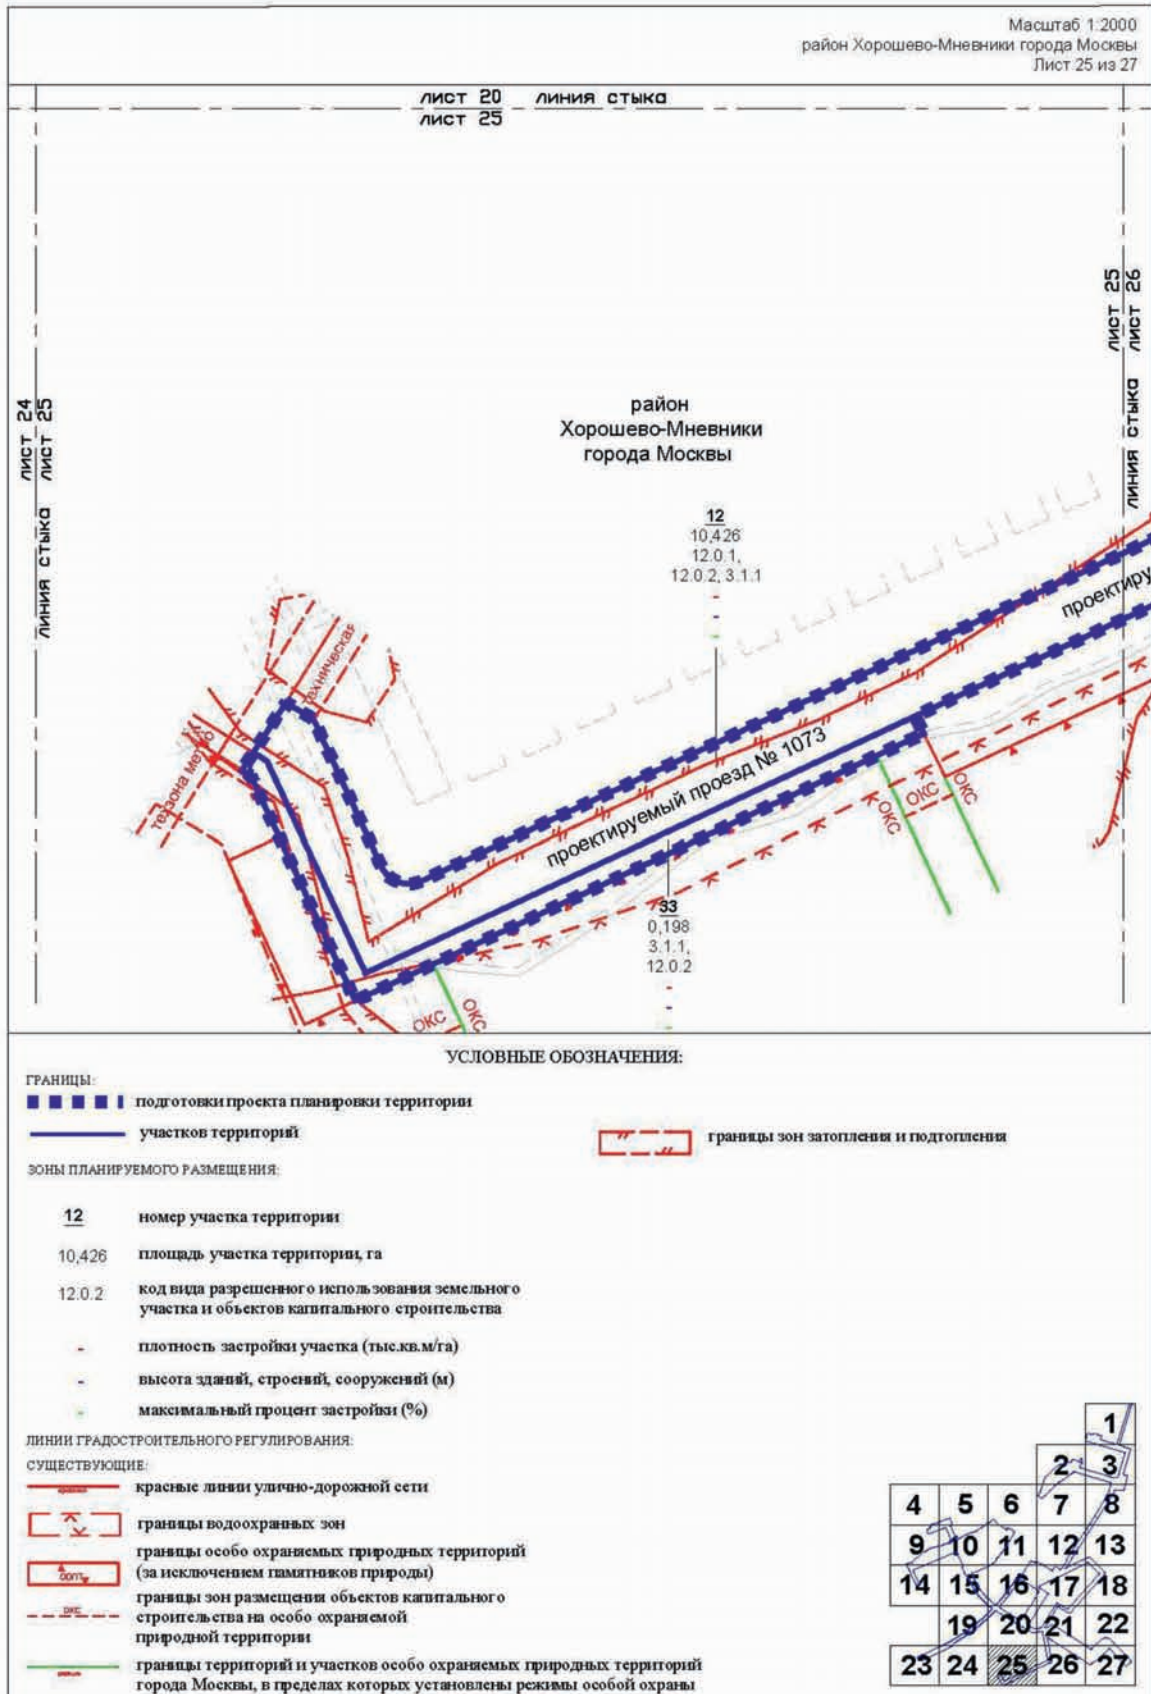 Масштаб 1:2000
район Хорошево-Мневники города Москвы
Лист 25 из 27
лист 20 линия стыка
лист 25
лист 24
лист 25
линия стыка
лист 25
лист 26
линия стыка
район
Хорошево-Мневники
города Москвы
12
10,426
12.0.1,
12.0.2, 3.1.1
проектиру
техническая
техзона метро
проектируемый проезд № 1073
ОКС
ОКС
ОКС
33
0,198
3.1.1,
12.0.2
ОКС
ОКС
УСЛОВНЫЕ ОБОЗНАЧЕНИЯ:
ГРАНИЦЫ:
подготовки проекта планировки территории
участков территорий
границы зон затопления и подтопления
ЗОНЫ ПЛАНИРУЕМОГО РАЗМЕЩЕНИЯ:
12 номер участка территории
10,426 площадь участка территории, га
12.0.2 код вида разрешенного использования земельного
участка и объектов капитального строительства
- плотность застройки участка (тыс.кв.м/га)
- высота зданий, строений, сооружений (м)
- максимальный процент застройки (%)
ЛИНИИ ГРАДОСТРОИТЕЛЬНОГО РЕГУЛИРОВАНИЯ:
СУЩЕСТВУЮЩИЕ:
красные линии улично-дорожной сети
границы водоохранных зон
границы особо охраняемых природных территорий
ООПТ (за исключением памятников природы)
границы зон размещения объектов капитального
ОКС строительства на особо охраняемой
природной территории
границы территорий и участков особо охраняемых природных территорий
города Москвы, в пределах которых установлены режимы особой охраны
1
2 3
4 5 6 7 8
9 10 11 12 13
14 15 16 17 18
19 20 21 22
23 24 25 26 27